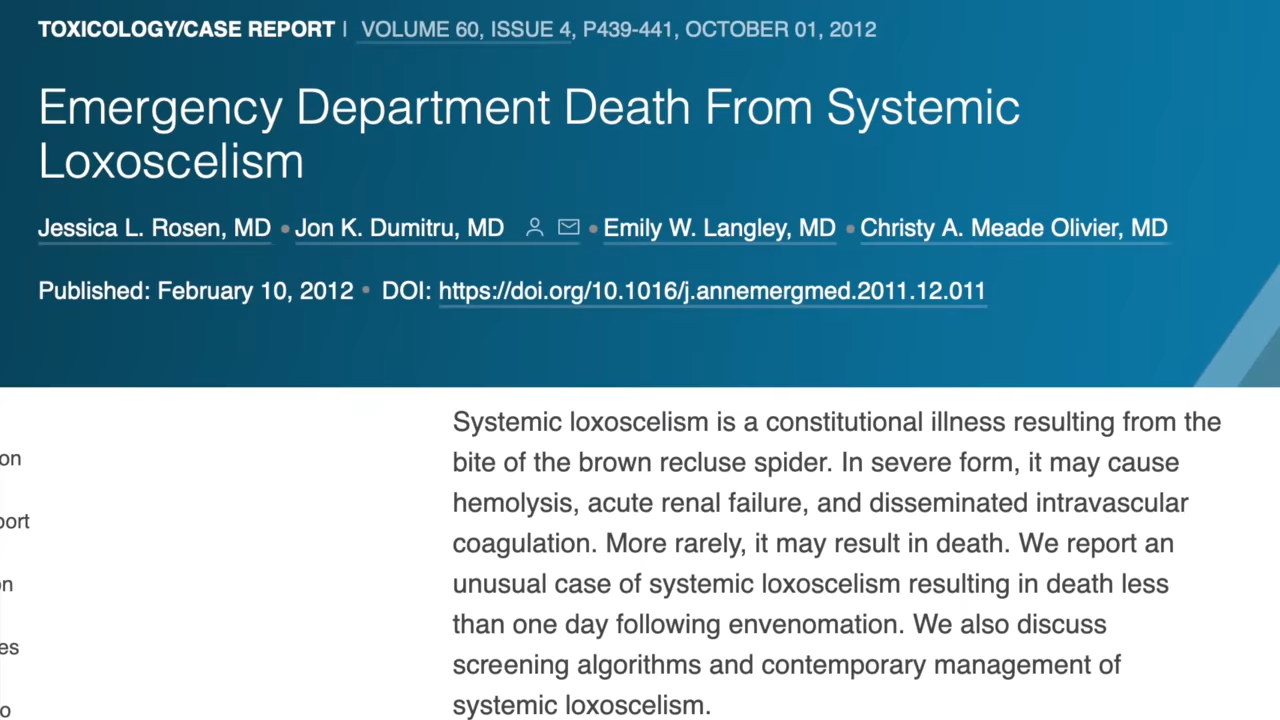 TOXICOLOGY/CASE REPORT | VOLUME 60, ISSUE 4, P439-441, OCTOBER 01, 2012
Emergency Department Death From Systemic
Loxoscelism
Jessica L. Rosen, MD • Jon K. Dumitru, MD • Emily W. Langley, MD • Christy A. Meade Olivier, MD
Published: February 10, 2012 • DOI: https://doi.org/10.1016/j.annemergmed.2011.12.011
Systemic loxoscelism is a constitutional illness resulting from the
bite of the brown recluse spider. In severe form, it may cause
hemolysis, acute renal failure, and disseminated intravascular
coagulation. More rarely, it may result in death. We report an
unusual case of systemic loxoscelism resulting in death less
than one day following envenomation. We also discuss
screening algorithms and contemporary management of
systemic loxoscelism.
on
port
on
es
o